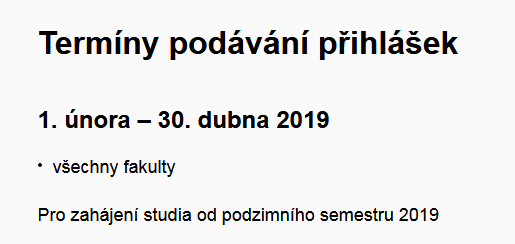 Termíny podávání přihlášek
1. února – 30. dubna 2019
• všechny fakulty
Pro zahájení studia od podzimního semestru 2019